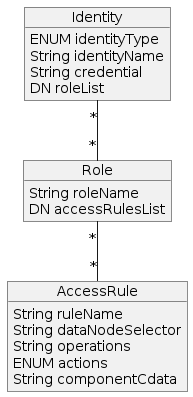 Identity
ENUM identityType
String identityName
String credential
DN roleList
*
*
Role
String roleName
DN accessRulesList
*
*
AccessRule
String ruleName
String dataNodeSelector
String operations
ENUM actions
String componentCdata